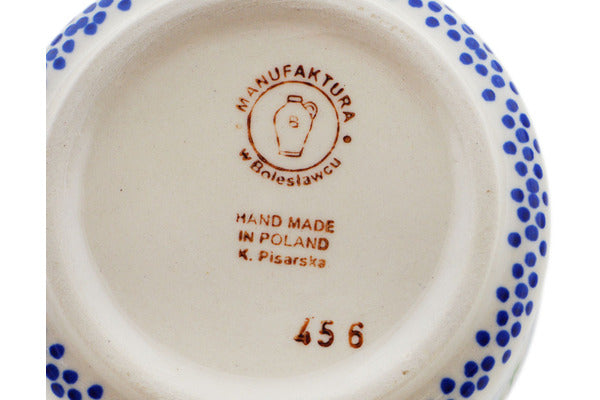 MANUFAKTURA
B
w Bolesławcu
HAND MADE
IN POLAND
K. Pisarska
456